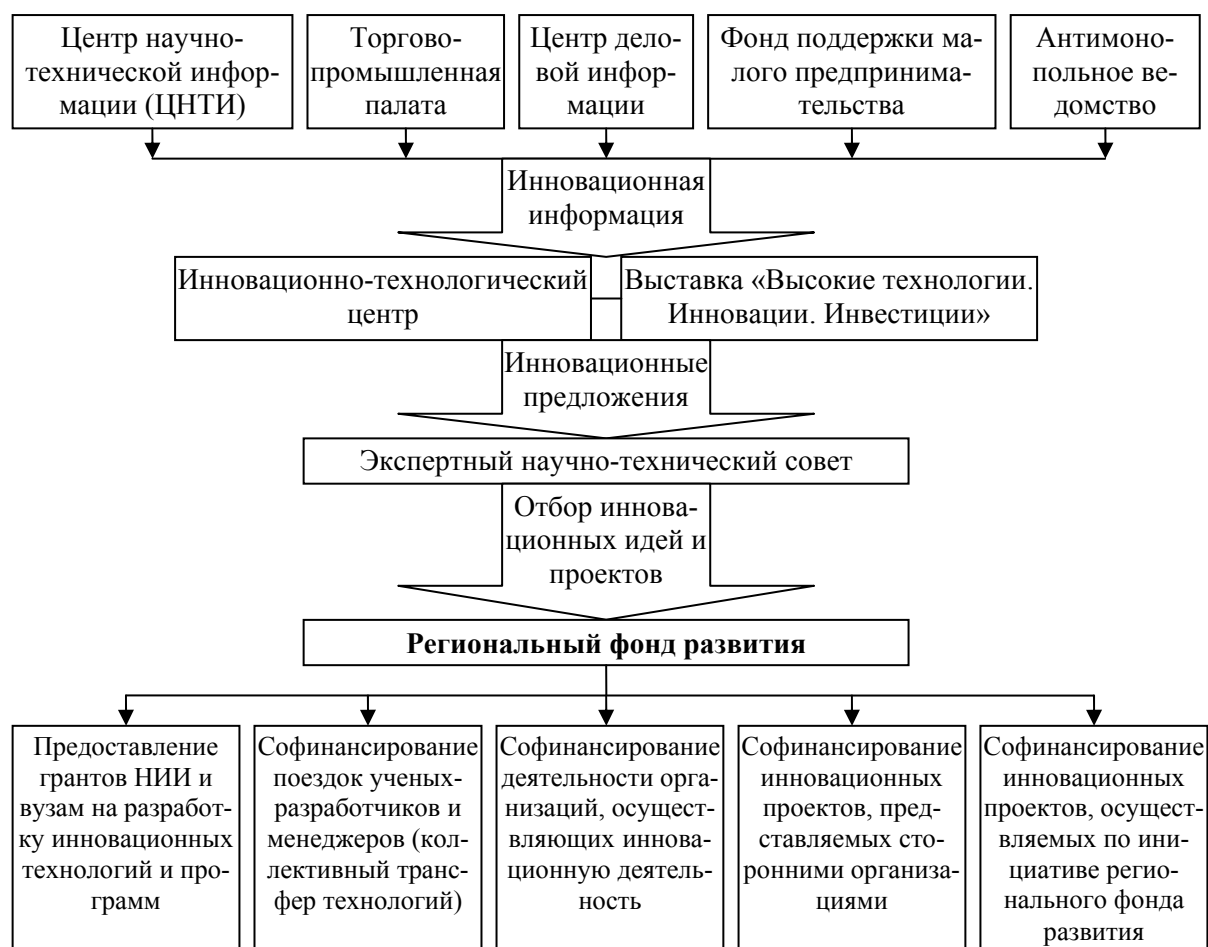 Центр научно-
технической инфор-
мации (ЦНТИ)
Торгово-
промышленная
палата
Центр дело-
вой инфор-
мации
Фонд поддержки ма-
лого предпринима-
тельства
Антимоно-
польное ве-
домство
Инновационная
информация
Инновационно-технологический
центр
Выставка «Высокие технологии.
Инновации. Инвестиции»
Инновационные
предложения
Экспертный научно-технический совет
Отбор иннова-
ционных идей и
проектов
Региональный фонд развития
Предоставление
грантов НИИ и
вузам на разработ-
ку инновационных
технологий и про-
грамм
Софинансирование
поездок ученых-
разработчиков и
менеджеров (кол-
лективный транс-
фер технологий)
Софинансирование
деятельности орга-
низаций, осущест-
вляющих иннова-
ционную деятель-
ность
Софинансирование
инновационных
проектов, пред-
ставляемых сто-
ронними организа-
циями
Софинансирование
инновационных
проектов, осущест-
вляемых по ини-
циативе регио-
нального фонда
развития